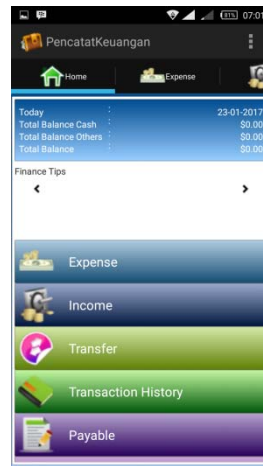 81% 07:01
PencatatKeuangan
Home Expense
Today : 23-01-2017
Total Balance Cash : $0.00
Total Balance Others : $0.00
Total Balance : $0.00
Finance Tips
Expense
Income
Transfer
Transaction History
Payable